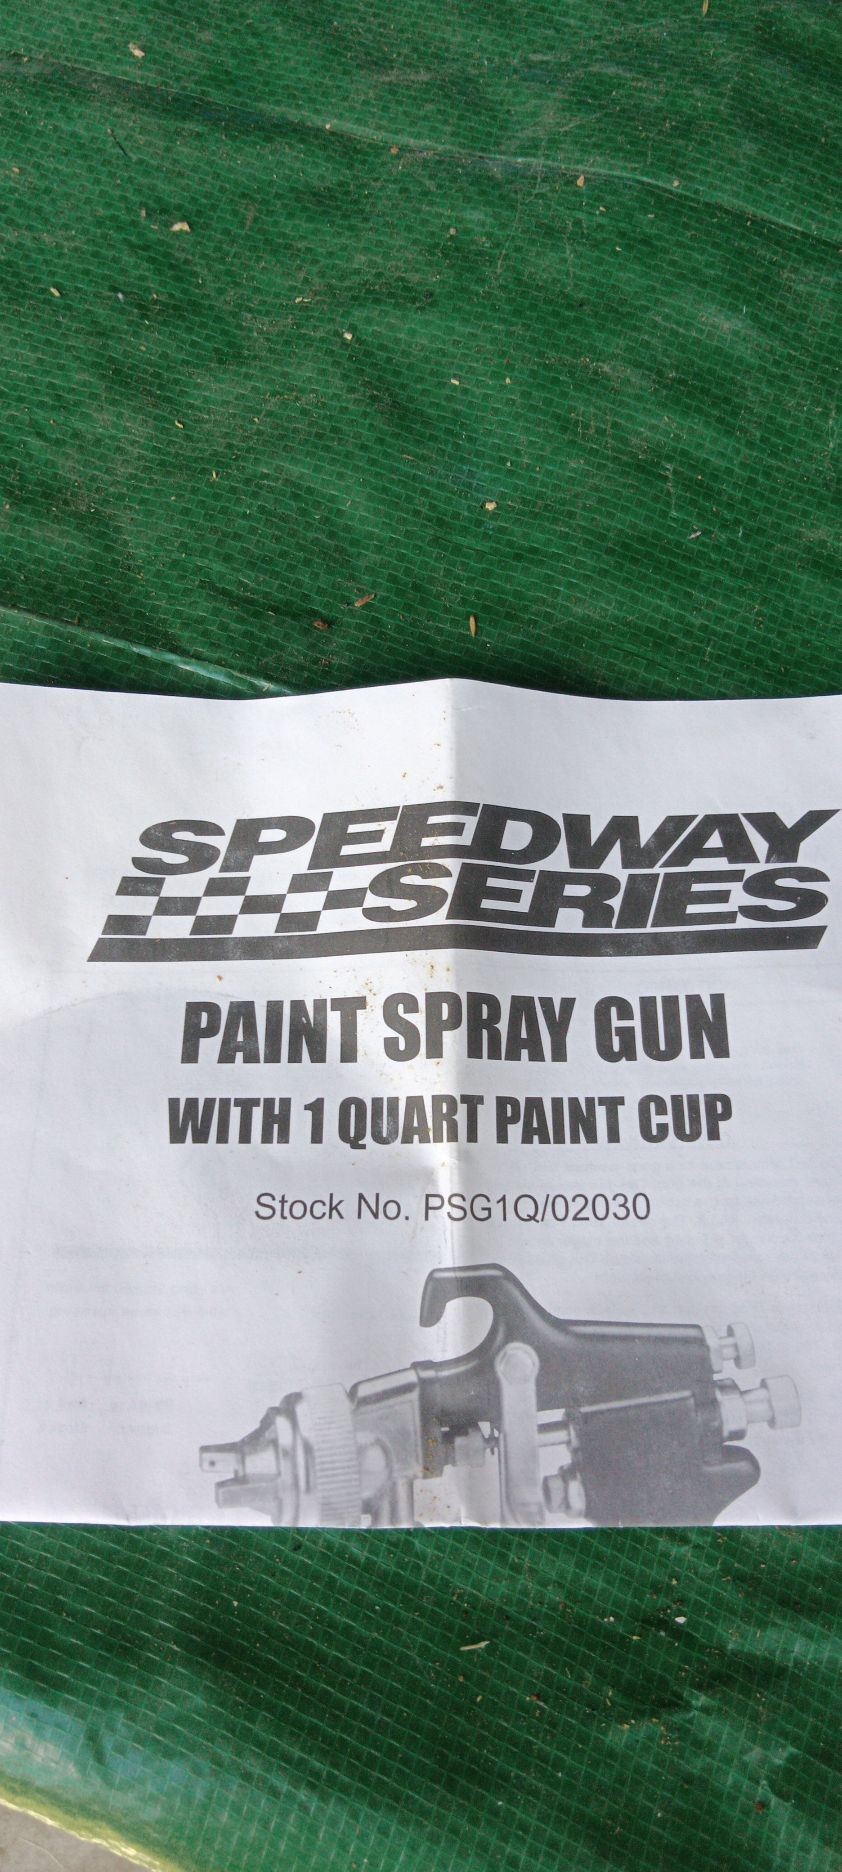 SPEEDWAY
SERIES
PAINT SPRAY GUN
WITH 1 QUART PAINT CUP
Stock No. PSG1Q/02030